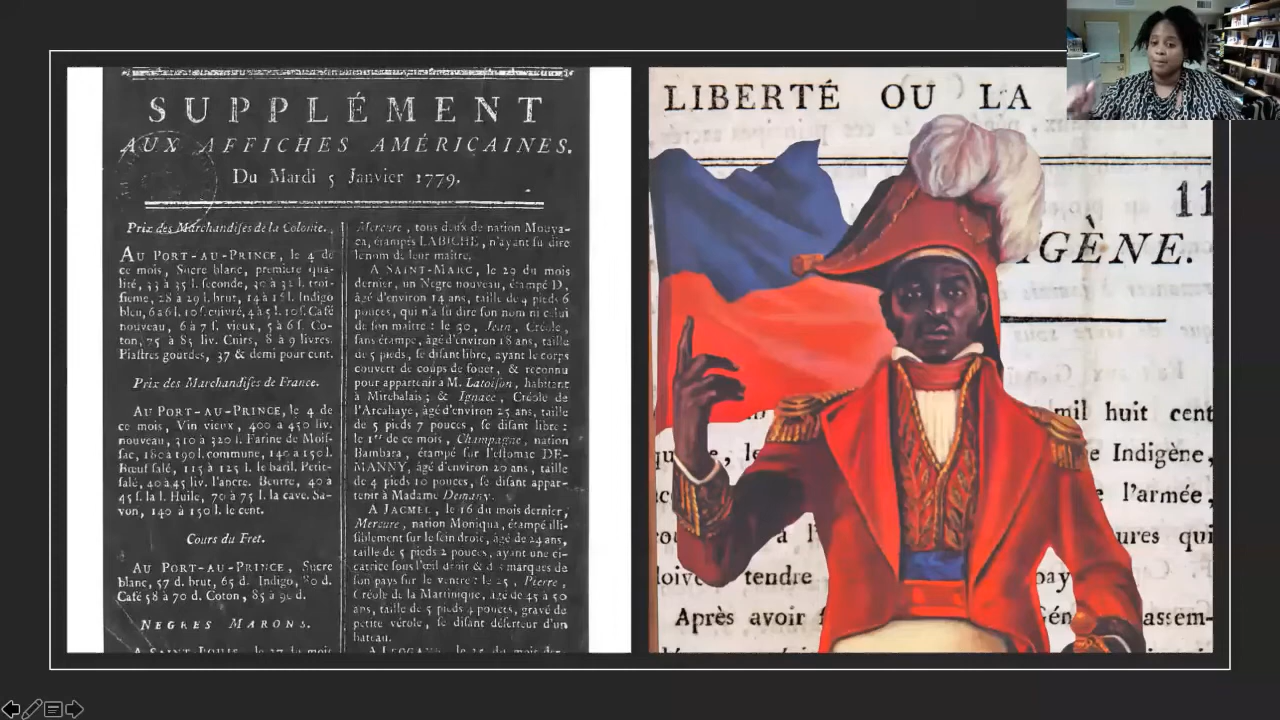 SUPPLÉMENT
AUX AFFICHES AMÉRICAINES.
Du Mardi 5 Janvier 1779.
Prix des Marchandiſes de la Colonie.
AU PORT-AU-PRINCE, le 4 de
ce mois, Sucre blanc, première qua-
lité, 33 à 35 l. ſeconde, 30 à 32 l. troi-
ſieme, 28 à 29 l. brut, 14 à 15 l. Indigo
bleu, 6 à 6 l. 10 ſ. cuivré, 4 à 5 l. 10 ſ. Café
nouveau, 6 à 7 ſ. vieux, 5 à 6 ſ. Co-
ton, 75 à 85 liv. Cuirs, 8 à 9 livres.
Piaſtres gourdes, 37 & demi pour cent.
Prix des Marchandiſes de France.
AU PORT-AU-PRINCE, le 4 de
ce mois, Vin vieux, 400 à 450 liv.
nouveau, 310 à 320 l. Farine de Moiſ-
ſac, 180 à 190 l. commune, 140 à 150 l.
Bœuf ſalé, 115 à 125 l. le baril. Petit-
ſalé, 40 à 45 liv. l'ancre. Beurre, 40 à
45 ſ. la l. Huile, 70 à 75 l. la cave. Sa-
von, 140 à 150 l. le cent.
Cours du Fret.
AU PORT-AU-PRINCE, Sucre
blanc, 57 d. brut, 65 d. Indigo, 80 d.
Café 58 à 70 d. Coton, 85 à 90 d.
NEGRES MARONS.
Mercure, tous deux de nation Mouya-
ca, étampés LABICHE, n'ayant ſu dire
le nom de leur maître.
A SAINT-MARC, le 29 du mois
dernier, un Negre nouveau, étampé D,
âgé d'environ 14 ans, taille de 4 pieds 6
pouces, qui n'a ſu dire ſon nom ni celui
de ſon maître : le 30, Jean, Créole,
ſans étampe, âgé d'environ 18 ans, taille
de 5 pieds, ſe diſant libre, ayant le corps
couvert de coups de fouet, & reconnu
pour appartenir à M. Latoiſon, habitant
à Mirebalais ; & Ignace, Créole de
l'Arcahaye, âgé d'environ 25 ans, taille
de 5 pieds 7 pouces, ſe diſant libre :
le 1er de ce mois, Champagne, nation
Bambara, étampé ſur l'eſtomac DE-
MANNY, âgé d'environ 20 ans, taille
de 4 pieds 10 pouces, ſe diſant appar-
tenir à Madame Demany.
A JACMEL, le 16 du mois dernier,
Mercure, nation Moniqua, étampé illi-
ſiblement ſur le ſein droit, âgé de 24 ans,
taille de 5 pieds 2 pouces, ayant une ci-
catrice ſous l'œil droit & des marques de
ſon pays ſur le ventre : le 25, Pierre,
Créole de la Martinique, âgé de 45 à 50
ans, taille de 5 pieds 4 pouces, gravé de
petite vérole, ſe diſant déſerteur d'un
bateau.
LIBERTÉ OU LA
11
GÈNE.
mil huit cent
Indigène,
l'armée,
qui
tendre
Après avoir
assem-